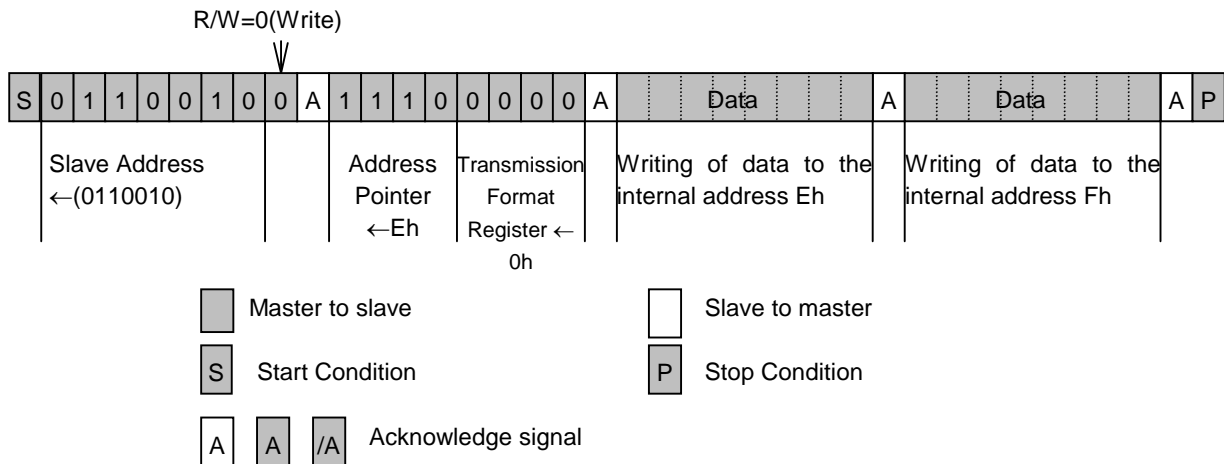 R/W=0(Write)
S 0 1 1 0 0 1 0 0 A 1 1 1 0 0 0 0 0 A Data A Data A P
Slave Address
←(0110010)
Address
Pointer
←Eh
Transmission
Format
Register ←
0h
Writing of data to the
internal address Eh
Writing of data to the
internal address Fh
Master to slave
Slave to master
S Start Condition
P Stop Condition
A A /A Acknowledge signal